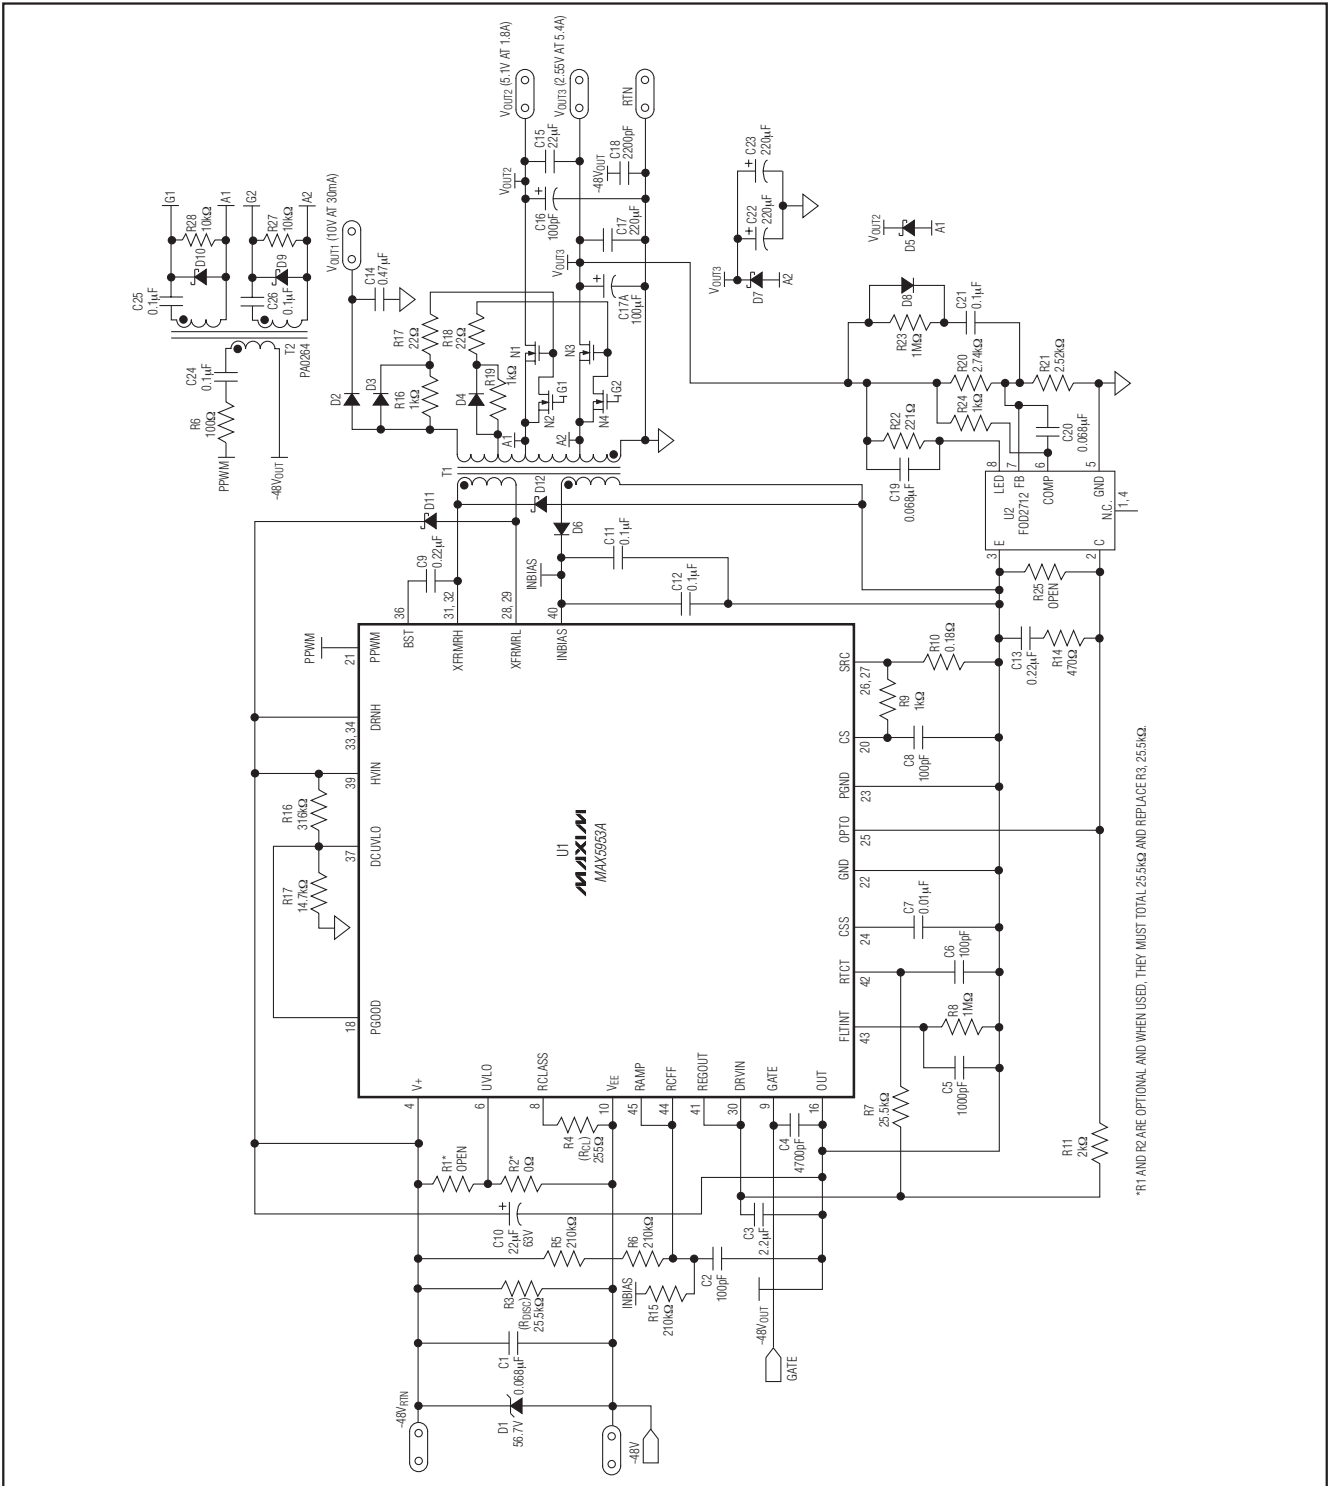 -48VRTN
-48V
D1
56.7V
C1
0.068µF
R3
(RDISC)
25.5kΩ
C10
22µF
63V
+
R1*
OPEN
R2*
0Ω
R4
(RCL)
255Ω
R5
210kΩ
R6
210kΩ
INBIAS
R15
210kΩ
C2
100pF
C3
2.2µF
C4
4700pF
-48VOUT
GATE
4
V+
6
UVLO
8
RCLASS
10
VEE
45
RAMP
44
RCFF
41
REGOUT
30
DRVIN
9
GATE
16
OUT
U1
MAXIM
MAX5953A
18
PGOOD
37
DCUVLO
39
HVIN
33, 34
DRNH
21
PPWM
PPWM
R17
14.7kΩ
R16
316kΩ
36
BST
31, 32
XFRMRH
28, 29
XFRMRL
40
INBIAS
FLTINT
43
RTCT
42
CSS
24
GND
22
OPTO
25
PGND
23
CS
20
SRC
26, 27
R7
25.5kΩ
C5
1000pF
R8
1MΩ
C6
100pF
C7
0.01µF
C8
100pF
R9
1kΩ
R10
0.18Ω
R11
2kΩ
C13
0.22µF
R14
470Ω
R25
OPEN
C9
0.22µF
D11
D12
D6
INBIAS
C11
0.1µF
C12
0.1µF
T1
U2
FOD2712
3
E
2
C
LED
8
FB
7
COMP
6
GND
5
N.C.
1, 4
C19
0.068µF
R22
221Ω
C20
0.068µF
R24
1kΩ
R20
2.74kΩ
R21
2.52kΩ
R23
1MΩ
C21
0.1µF
D8
PPWM
-48VOUT
R6
100Ω
C24
0.1µF
T2
PA0264
C25
0.1µF
C26
0.1µF
D10
D9
R28
10kΩ
R27
10kΩ
G1
A1
G2
A2
VOUT1 (10V AT 30mA)
D2
D3
C14
0.47µF
R16
1kΩ
R17
22Ω
D4
R18
22Ω
R19
1kΩ
A1
A2
N1
N2
N3
N4
G1
G2
VOUT2
VOUT3
C16
100pF
+
C15
22µF
C17A
100µF
+
C17
220µF
-48VOUT
C18
2200pF
VOUT2 (5.1V AT 1.8A)
VOUT3 (2.55V AT 5.4A)
RTN
VOUT3
D7
A2
C22
220µF
+
C23
220µF
+
VOUT2
D5
A1
*R1 AND R2 ARE OPTIONAL AND WHEN USED, THEY MUST TOTAL 25.5kΩ AND REPLACE R3, 25.5kΩ.